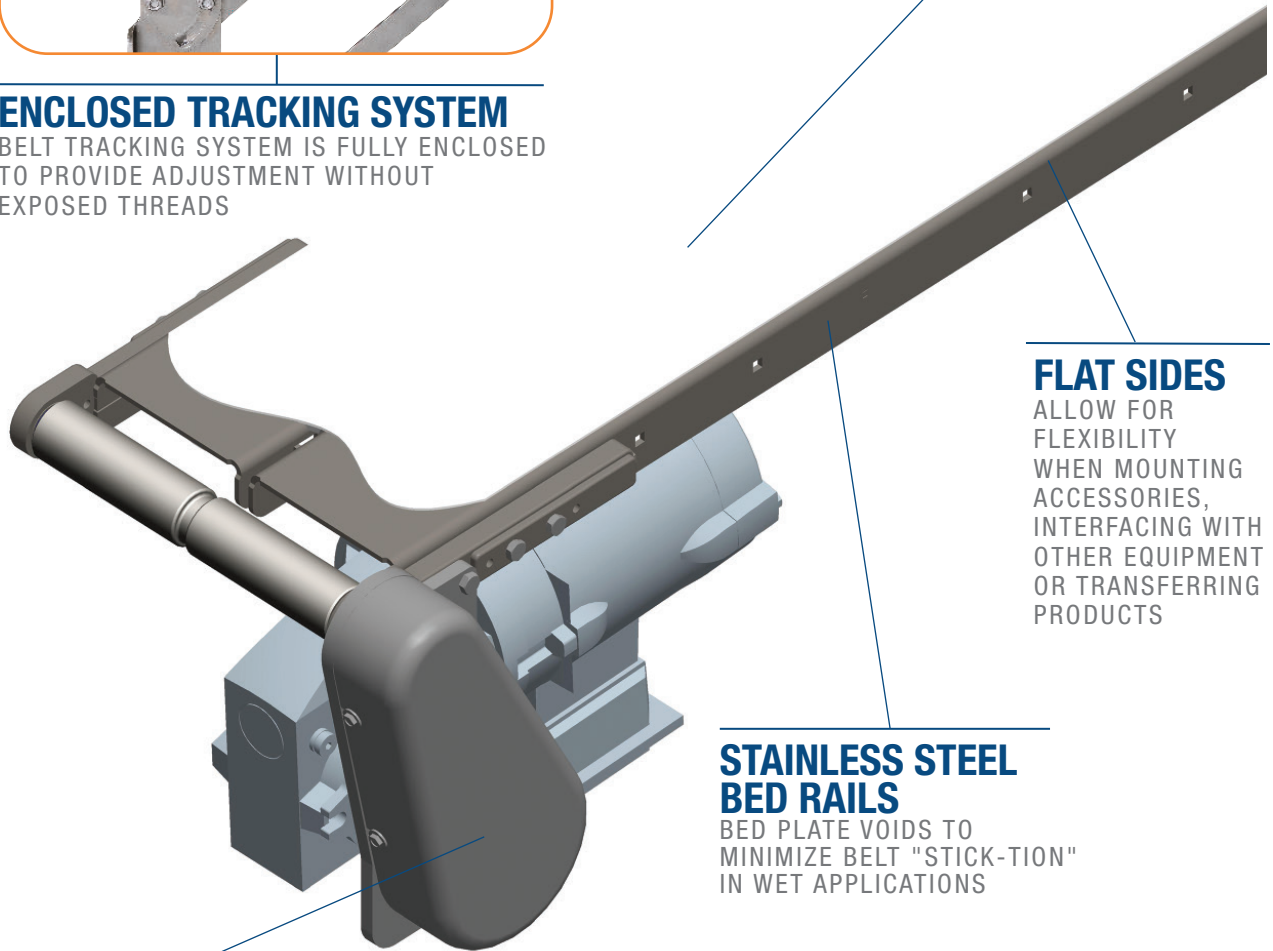 ENCLOSED TRACKING SYSTEM
BELT TRACKING SYSTEM IS FULLY ENCLOSED
TO PROVIDE ADJUSTMENT WITHOUT
EXPOSED THREADS
FLAT SIDES
ALLOW FOR
FLEXIBILITY
WHEN MOUNTING
ACCESSORIES,
INTERFACING WITH
OTHER EQUIPMENT
OR TRANSFERRING
PRODUCTS
STAINLESS STEEL
BED RAILS
BED PLATE VOIDS TO
MINIMIZE BELT "STICK-TION"
IN WET APPLICATIONS